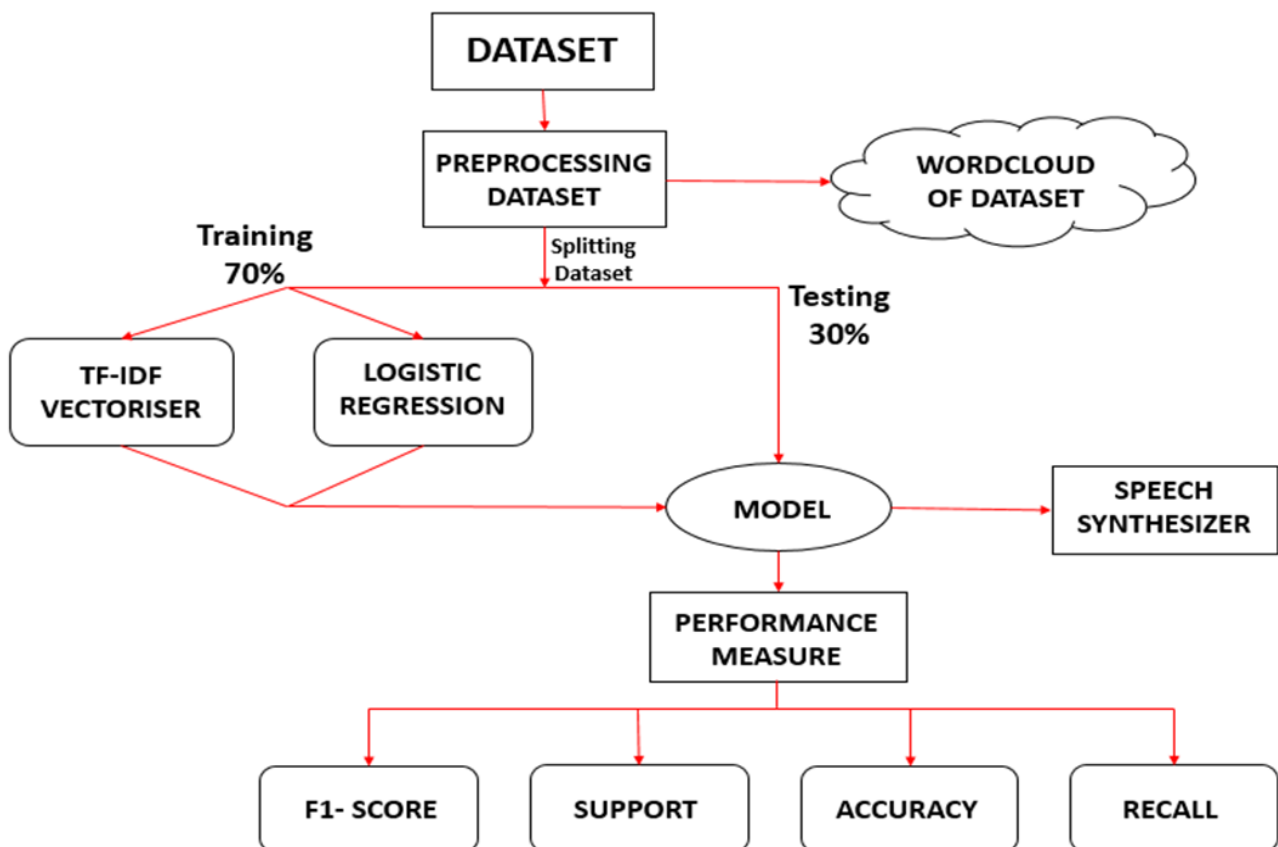 DATASET
PREPROCESSING
DATASET
WORDCLOUD
OF DATASET
Splitting
Dataset
Training
70%
Testing
30%
TF-IDF
VECTORISER
LOGISTIC
REGRESSION
MODEL
SPEECH
SYNTHESIZER
PERFORMANCE
MEASURE
F1- SCORE
SUPPORT
ACCURACY
RECALL